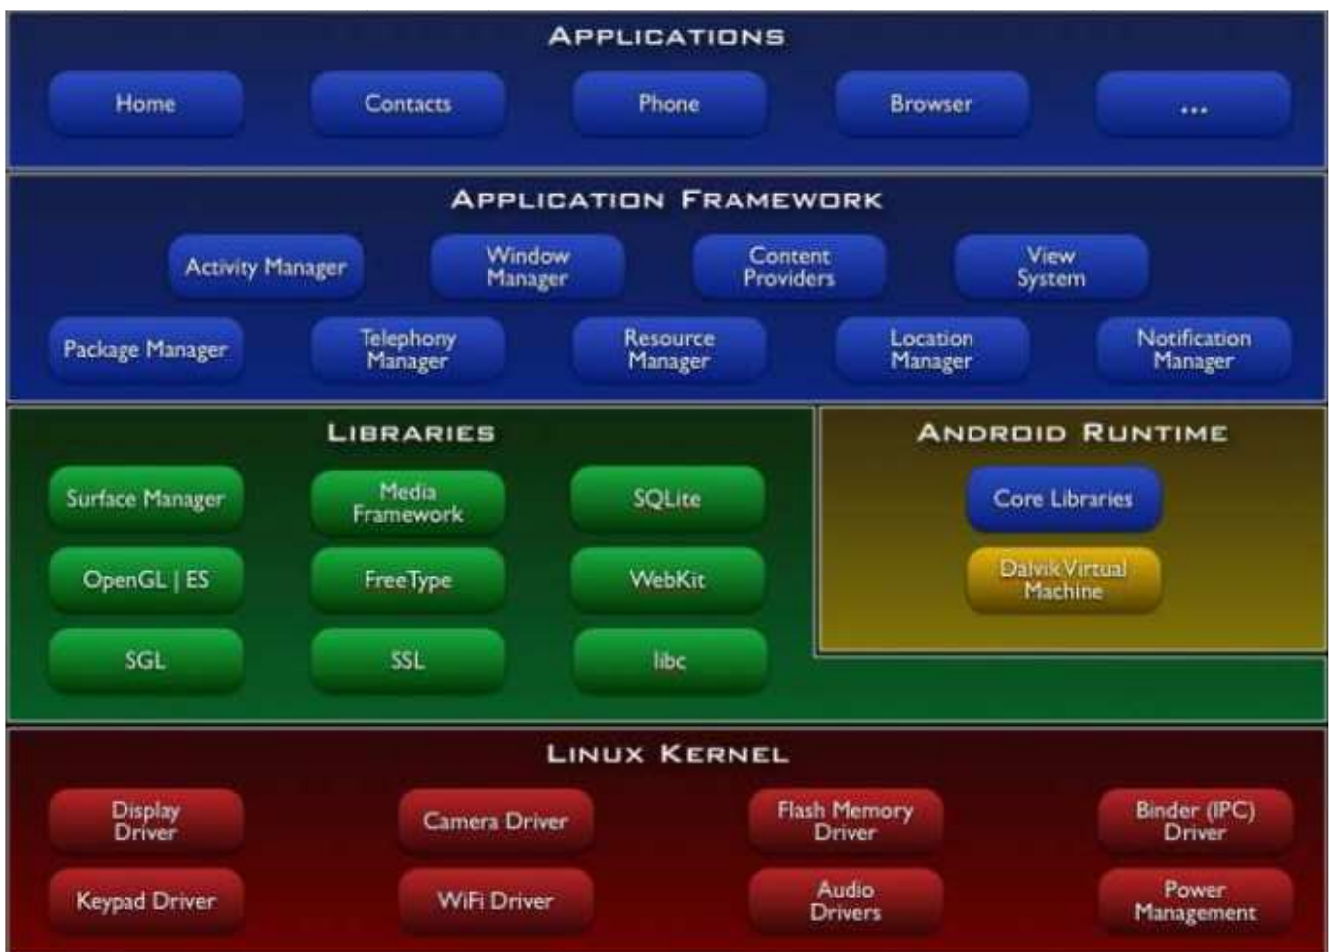 APPLICATIONS
Home
Contacts
Phone
Browser
...
APPLICATION FRAMEWORK
Activity Manager
Window
Manager
Content
Providers
View
System
Package Manager
Telephony
Manager
Resource
Manager
Location
Manager
Notification
Manager
LIBRARIES
Surface Manager
Media
Framework
SQLite
OpenGL | ES
FreeType
WebKit
SGL
SSL
libc
ANDROID RUNTIME
Core Libraries
Dalvik Virtual
Machine
LINUX KERNEL
Display
Driver
Camera Driver
Flash Memory
Driver
Binder (IPC)
Driver
Keypad Driver
WiFi Driver
Audio
Drivers
Power
Management